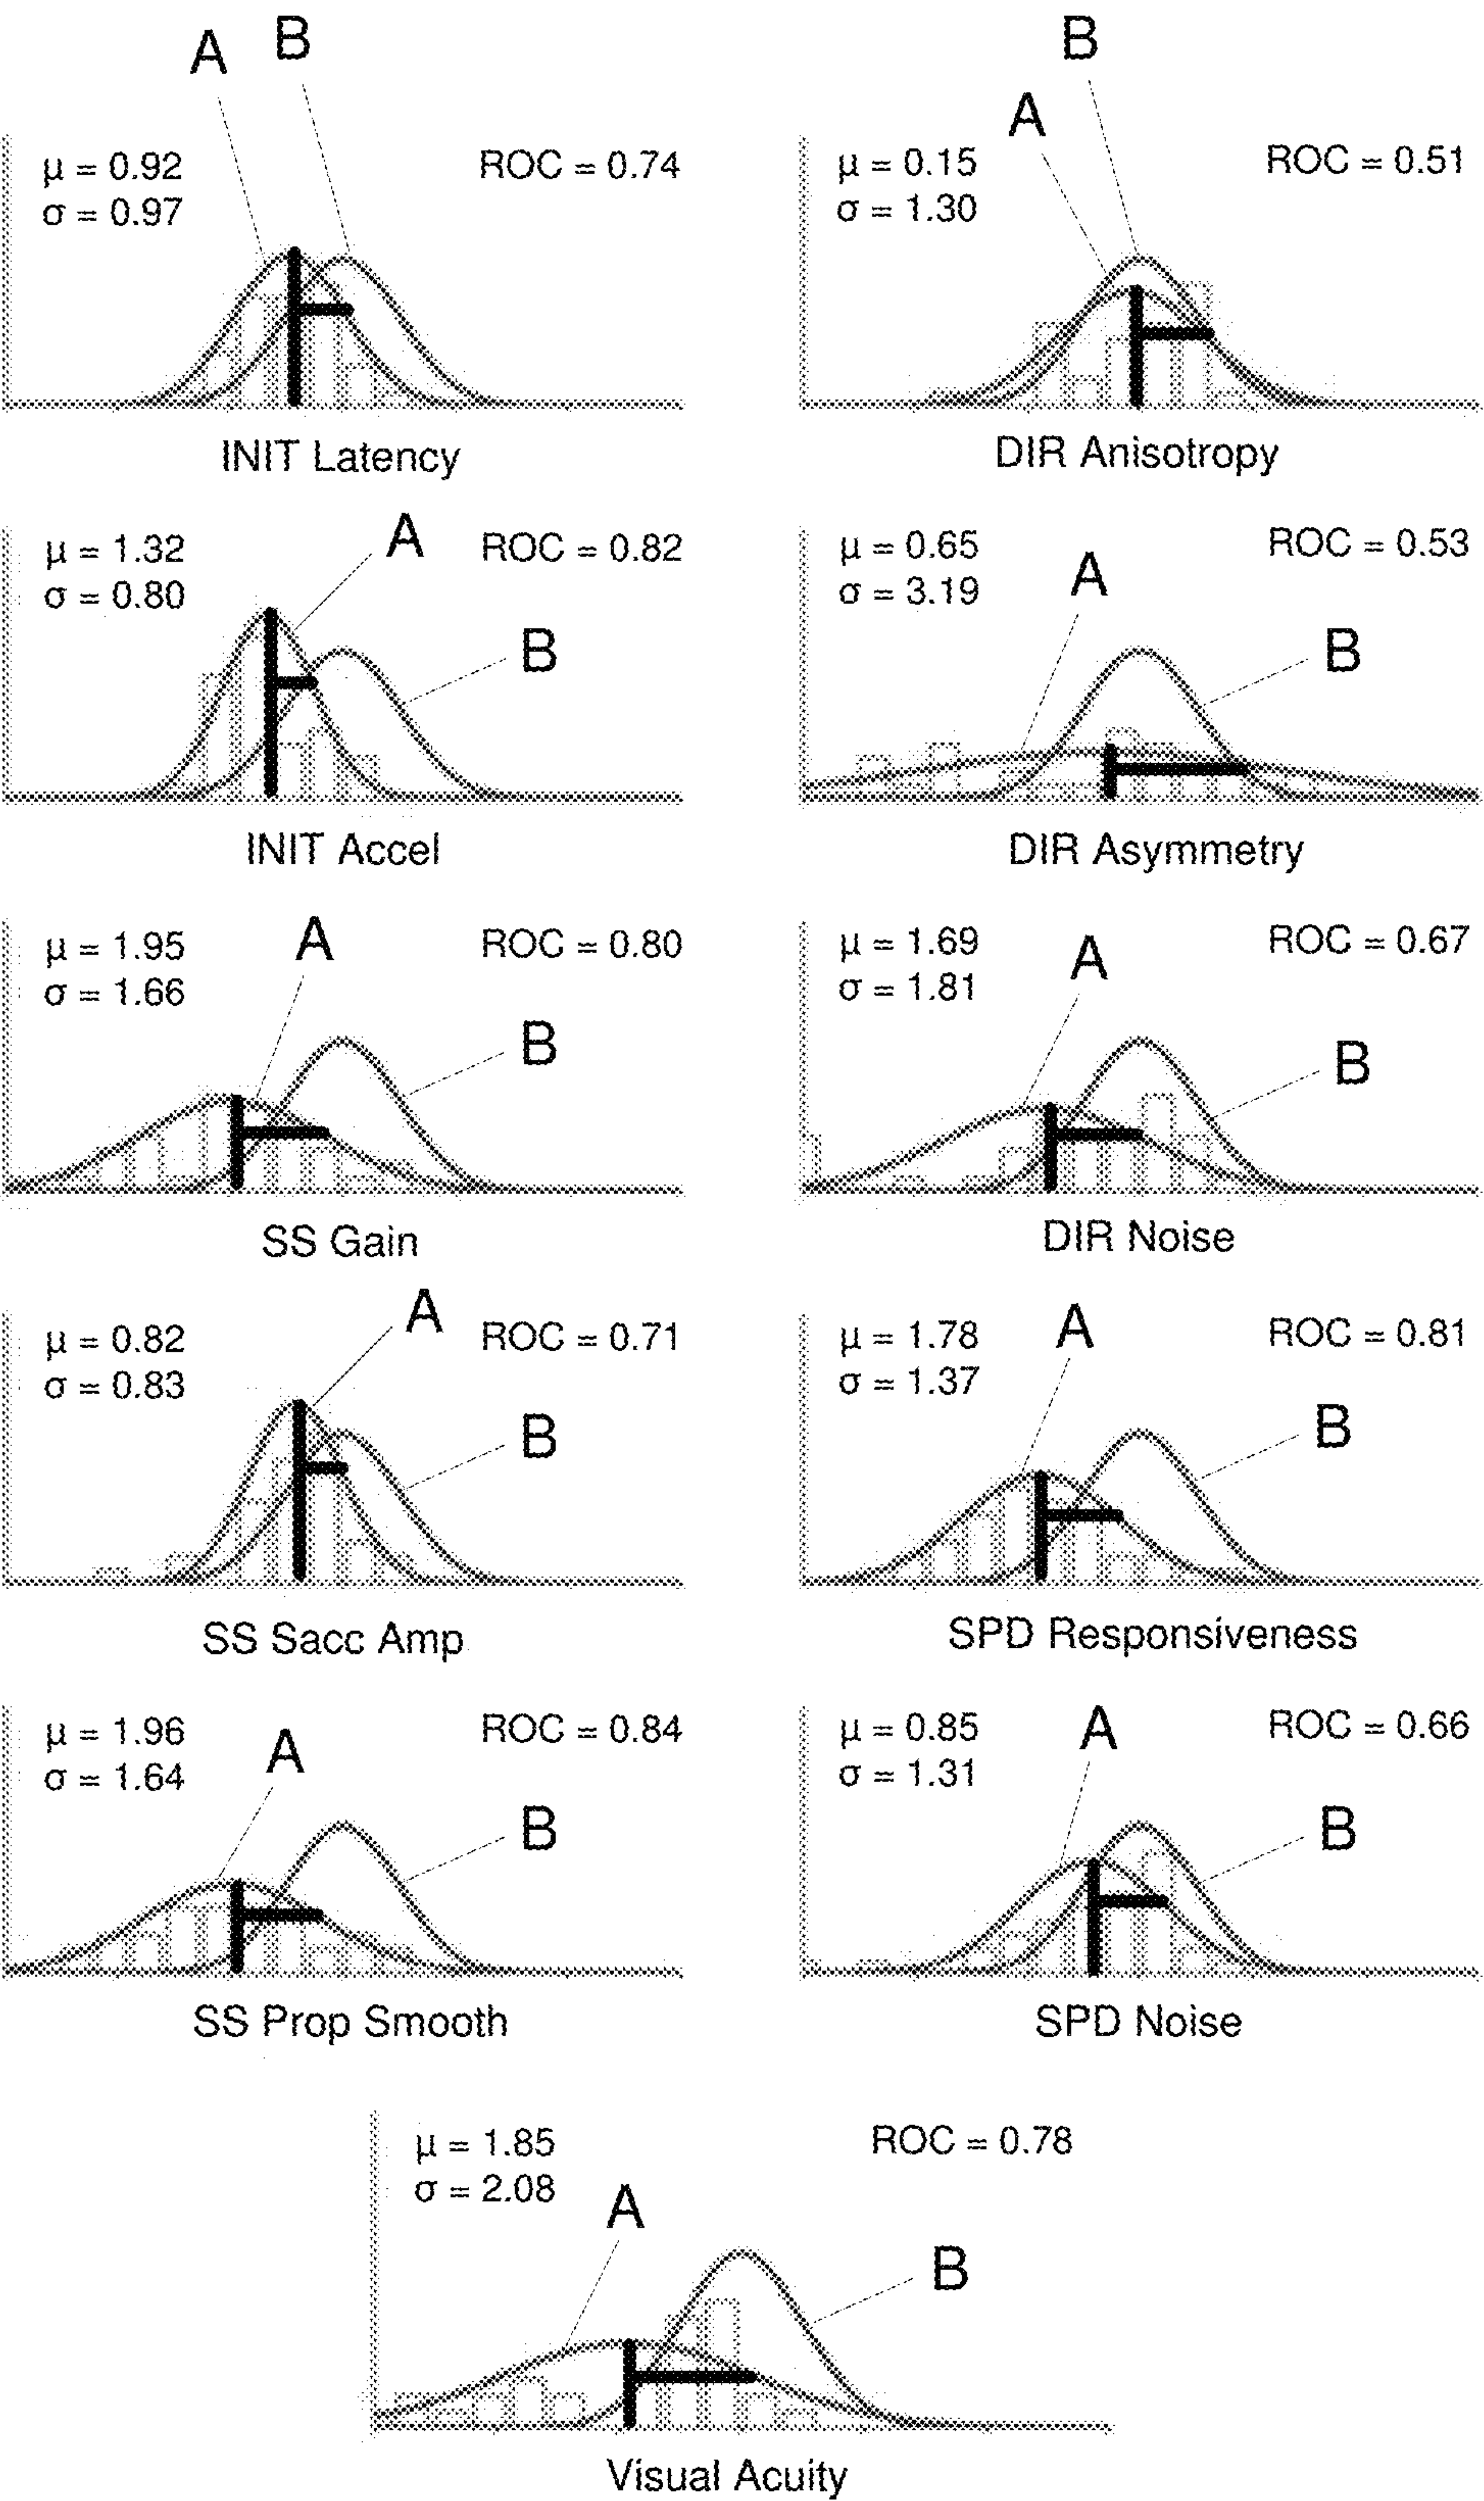 A B
μ = 0.92
σ = 0.97
ROC = 0.74
INIT Latency
B
A
μ = 0.15
σ = 1.30
ROC = 0.51
DIR Anisotropy
μ = 1.32
σ = 0.80
A
ROC = 0.82
B
INIT Accel
μ = 0.65
σ = 3.19
A
ROC = 0.53
B
DIR Asymmetry
μ = 1.95
σ = 1.66
A
ROC = 0.80
B
SS Gain
μ = 1.69
σ = 1.81
A
ROC = 0.67
B
DIR Noise
μ = 0.82
σ = 0.83
A
ROC = 0.71
B
SS Sacc Amp
μ = 1.78
σ = 1.37
A
ROC = 0.81
B
SPD Responsiveness
μ = 1.96
σ = 1.64
A
ROC = 0.84
B
SS Prop Smooth
μ = 0.85
σ = 1.31
A
ROC = 0.66
B
SPD Noise
μ = 1.85
σ = 2.08
A
ROC = 0.78
B
Visual Acuity